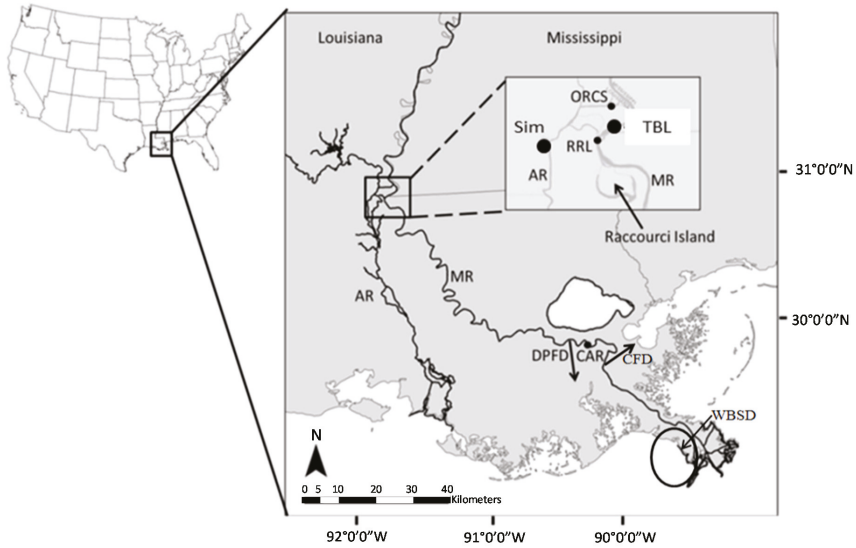 Louisiana
Mississippi
ORCS
Sim
TBL
RRL
AR
MR
Raccourci Island
31°0'0"N
MR
AR
30°0'0"N
DPFD
CAR
CFD
WBSD
N
0 5 10 20 30 40
Kilometers
92°0'0"W
91°0'0"W
90°0'0"W